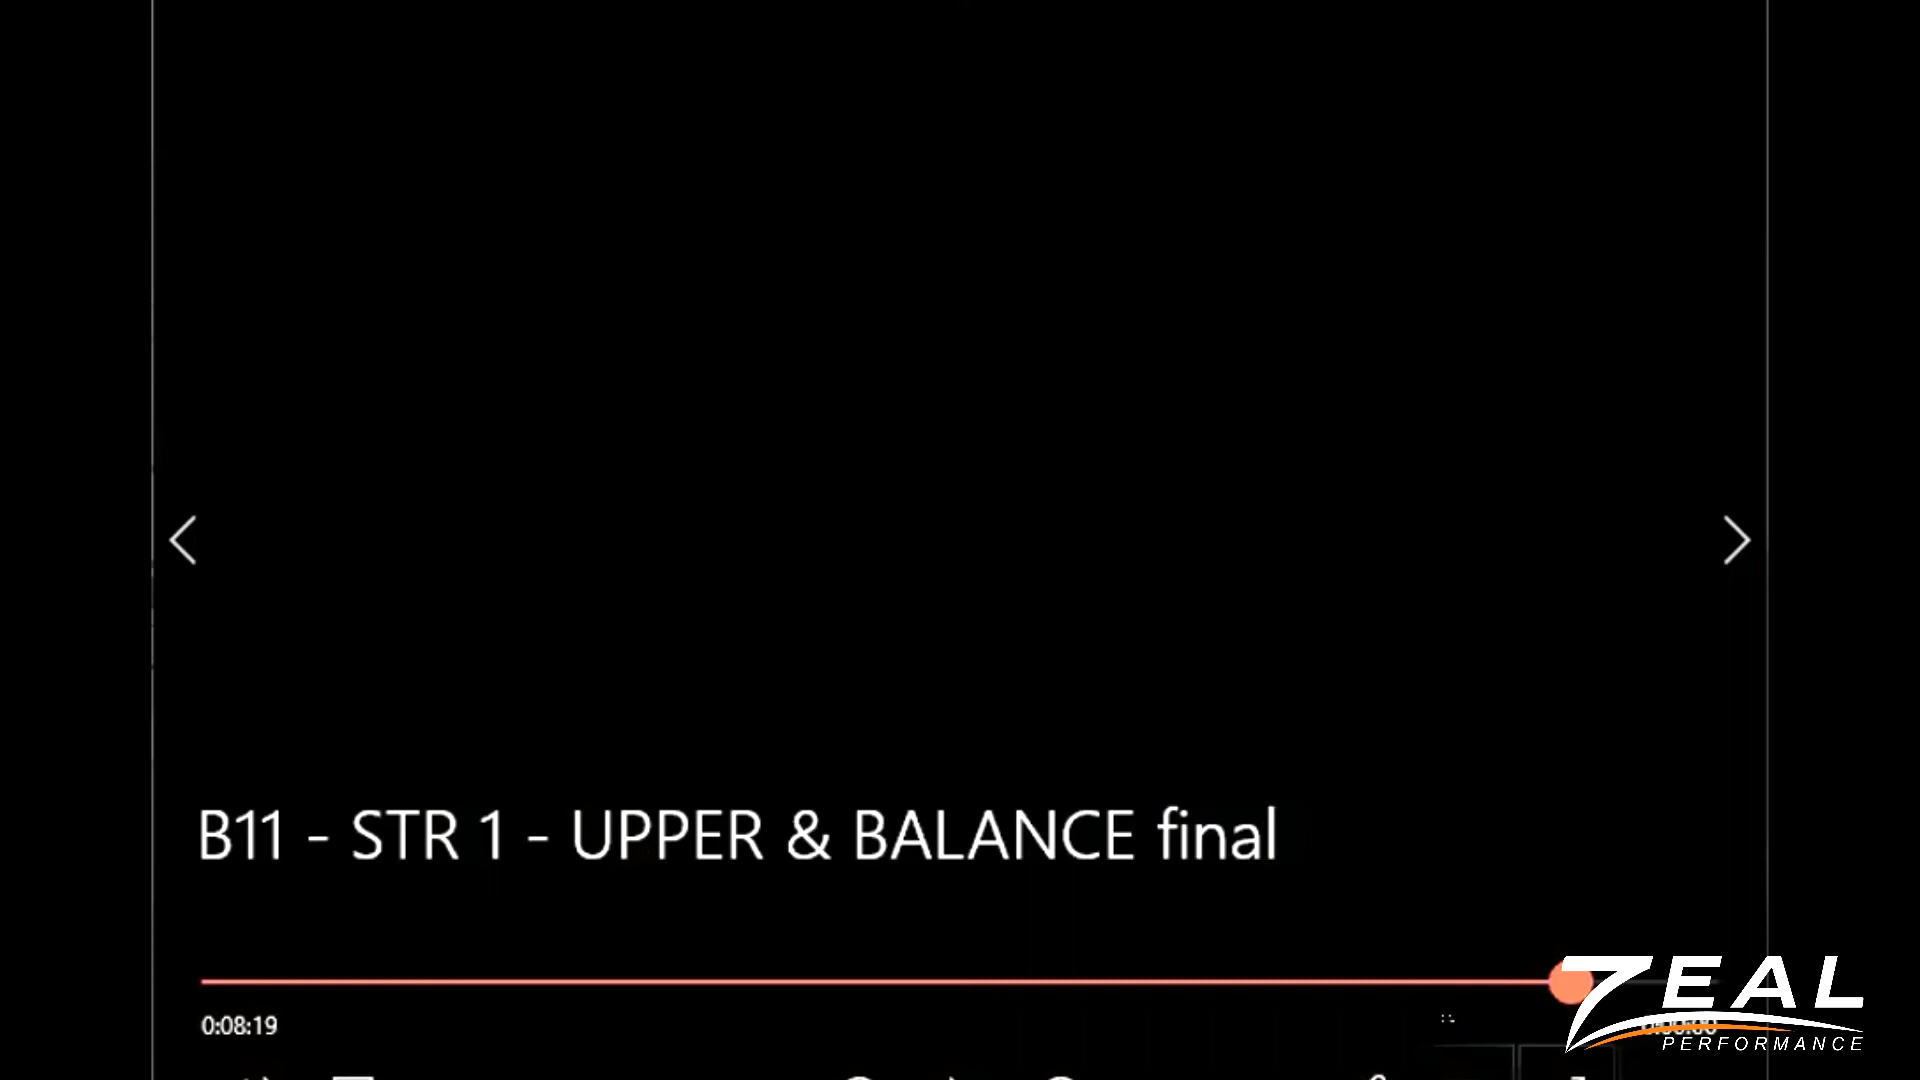 B11 - STR 1 - UPPER & BALANCE final
0:08:19
ZEAL
PERFORMANCE